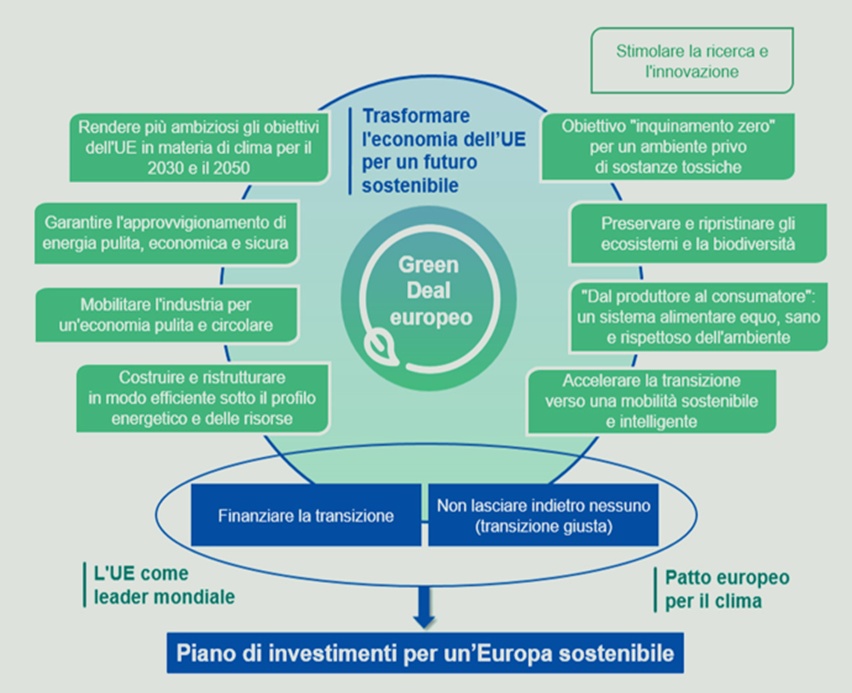 Stimolare la ricerca e
l'innovazione
Trasformare
l'economia dell'UE
per un futuro
sostenibile
Rendere più ambiziosi gli obiettivi
dell'UE in materia di clima per il
2030 e il 2050
Obiettivo "inquinamento zero"
per un ambiente privo
di sostanze tossiche
Garantire l'approvvigionamento di
energia pulita, economica e sicura
Preservare e ripristinare gli
ecosistemi e la biodiversità
Green
Deal
europeo
Mobilitare l'industria per
un'economia pulita e circolare
"Dal produttore al consumatore":
un sistema alimentare equo, sano
e rispettoso dell'ambiente
Costruire e ristrutturare
in modo efficiente sotto il profilo
energetico e delle risorse
Accelerare la transizione
verso una mobilità sostenibile
e intelligente
Finanziare la transizione
Non lasciare indietro nessuno
(transizione giusta)
L'UE come
leader mondiale
Patto europeo
per il clima
Piano di investimenti per un'Europa sostenibile